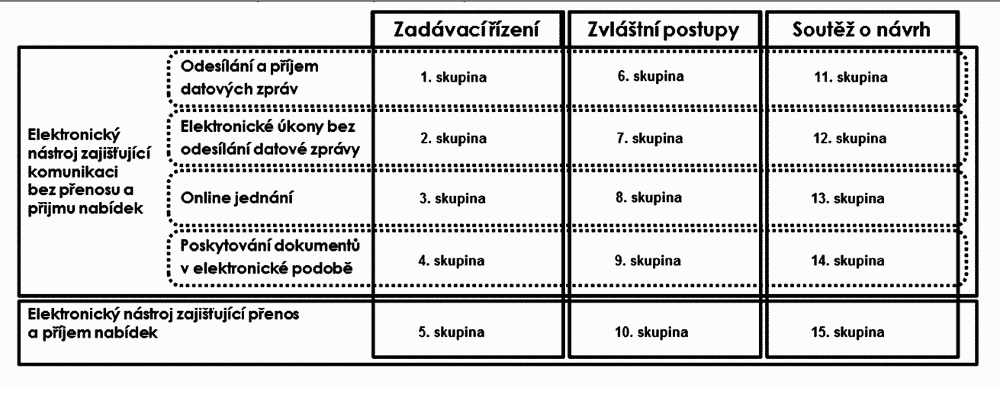 Zadávací řízení
Zvláštní postupy
Soutěž o návrh
Elektronický
nástroj zajišťující
komunikaci
bez přenosu a
přijmu nabídek
Odesílání a příjem
datových zpráv
1. skupina
6. skupina
11. skupina
Elektronické úkony bez
odesílání datové zprávy
2. skupina
7. skupina
12. skupina
Online jednání
3. skupina
8. skupina
13. skupina
Poskytování dokumentů
v elektronické podobě
4. skupina
9. skupina
14. skupina
Elektronický nástroj zajišťující přenos
a příjem nabídek
5. skupina
10. skupina
15. skupina